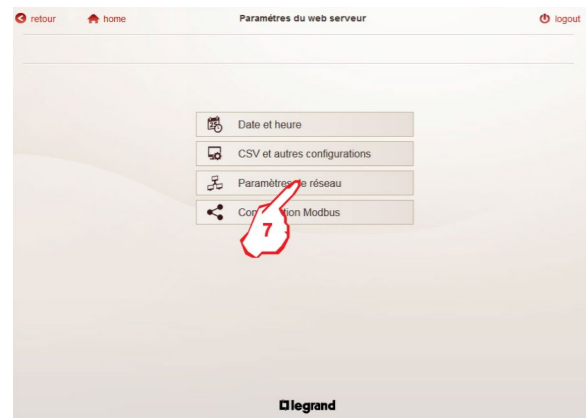 retour home Paramètres du web serveur logout
Date et heure
CSV et autres configurations
Paramètres de réseau
Modbus
7
legrand